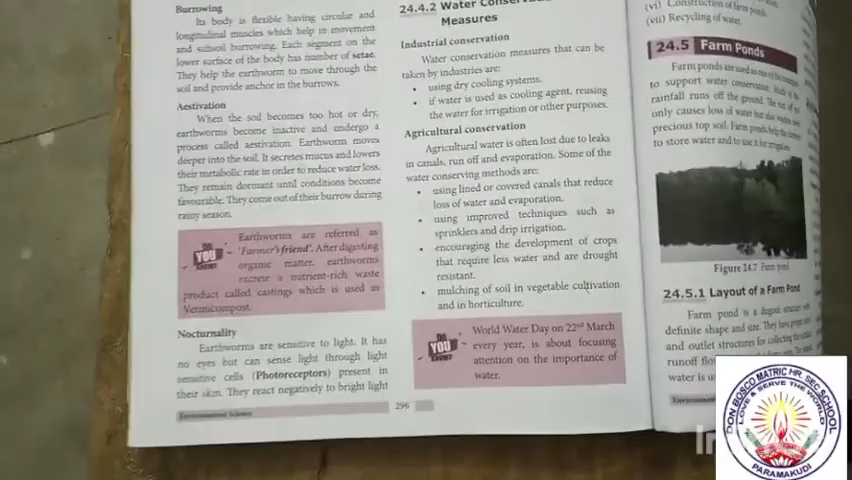 Burrowing
Its body is flexible having circular and
longitudinal muscles which help in movement
and subsoil burrowing. Each segment on the
lower surface of the body has number of setae.
They help the earthworm to move through the
soil and provide anchor in the burrows.
Aestivation
When the soil becomes too hot or dry,
earthworms become inactive and undergo a
process called aestivation. Earthworm moves
deeper into the soil. It secretes mucus and lowers
their metabolic rate in order to reduce water loss.
They remain dormant until conditions become
favourable. They come out of their burrow during
rainy season.
DO YOU KNOW?
Earthworms are referred as
'Farmer's friend'. After digesting
organic matter, earthworms
excrete a nutrient-rich waste
product called castings which is used as
Vermicompost.
Nocturnality
Earthworms are sensitive to light. It has
no eyes but can sense light through light
sensitive cells (Photoreceptors) present in
their skin. They react negatively to bright light
Environmental Science
296
24.4.2 Water
Measures
Industrial conservation
Water conservation measures that can be
taken by industries are:
• using dry cooling systems.
• if water is used as cooling agent, reusing
the water for irrigation or other purposes.
Agricultural conservation
Agricultural water is often lost due to leaks
in canals, run off and evaporation. Some of the
water conserving methods are:
• using lined or covered canals that reduce
loss of water and evaporation.
• using improved techniques such as
sprinklers and drip irrigation.
• encouraging the development of crops
that require less water and are drought
resistant.
• mulching of soil in vegetable cultivation
and in horticulture.
DO YOU KNOW?
World Water Day on 22nd March
every year, is about focusing
attention on the importance of
water.
(vi) Construction of farm ponds.
(vii) Recycling of water.
24.5 Farm Ponds
Farm ponds are used as one of the
to support water conservation.
rainfall runs off the ground. The run off not
only causes loss of water but also
precious top soil. Farm ponds help the
to store water and to use it for irrigation.
Figure 24.7 Farm pond
24.5.1 Layout of a Farm Pond
Farm pond is a dugout structure with
definite shape and size. They have proper
and outlet structures for collecting the
runoff
water is
DON BOSCO MATRIC HR. SEC SCHOOL
LOVE & SERVE THE WORLD
PARAMAKUDI